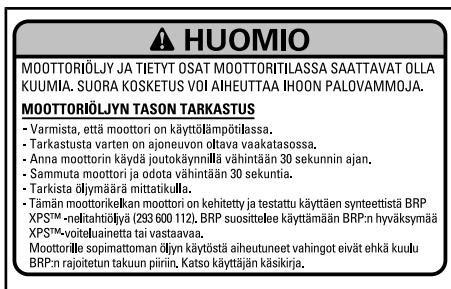 HUOMIO
MOOTTORIÖLJY JA TIETYT OSAT MOOTTORITILASSA SAATTAVAT OLLA
KUUMIA. SUORA KOSKETUS VOI AIHEUTTAA IHOON PALOVAMMOJA.
MOOTTORIÖLJYN TASON TARKASTUS
- Varmista, että moottori on käyttölämpötilassa.
- Tarkastusta varten on ajoneuvon oltava vaakatasossa.
- Anna moottorin käydä joutokäynnillä vähintään 30 sekunnin ajan.
- Sammuta moottori ja odota vähintään 30 sekuntia.
- Tarkista öljymäärä mittatikulla.
- Tämän moottorikelkan moottori on kehitetty ja testattu käyttäen synteettistä BRP
XPS™ -nelitahtiöljyä (293 600 112). BRP suosittelee käyttämään BRP:n hyväksymää
XPS™-voiteluainetta tai vastaavaa.
Moottorille sopimattoman öljyn käytöstä aiheutuneet vahingot eivät ehkä kuulu
BRP:n rajoitetun takuun piiriin. Katso käyttäjän käsikirja.